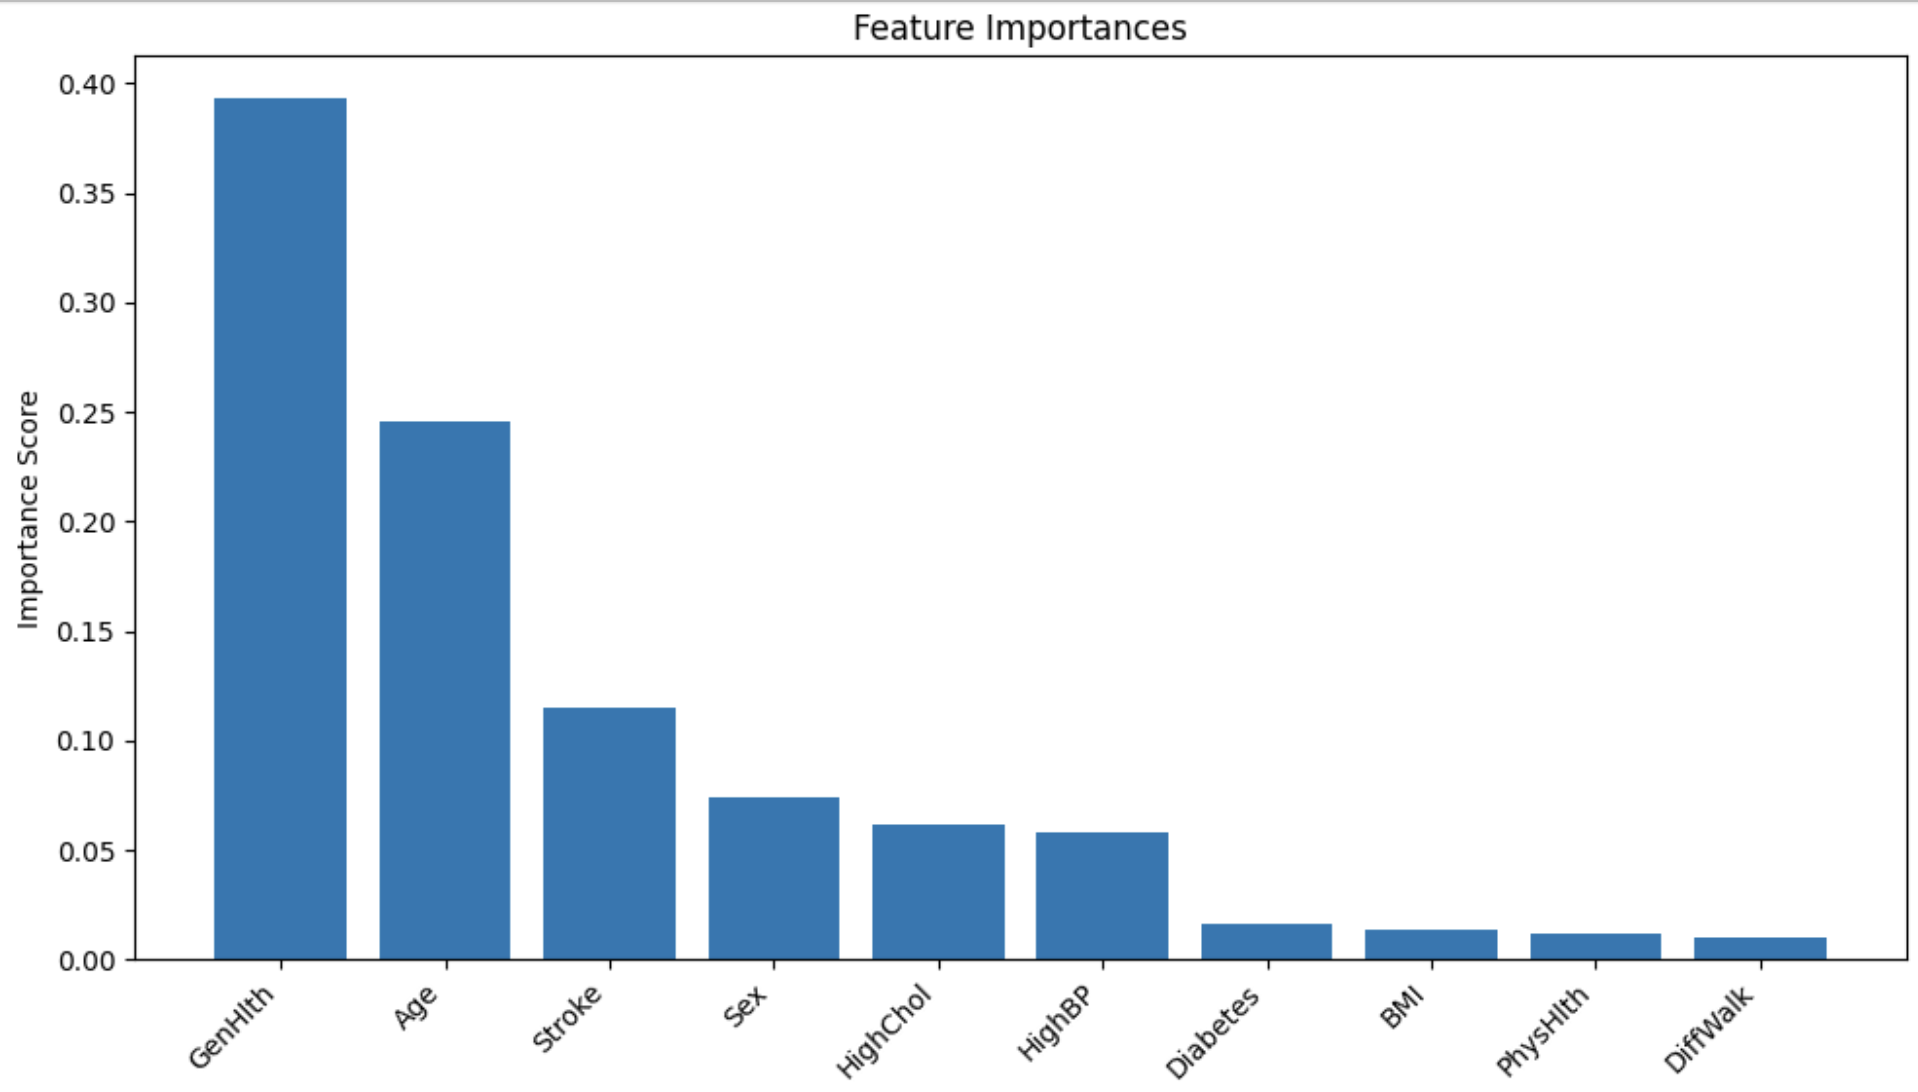 Feature Importances
Importance Score
0.40
0.35
0.30
0.25
0.20
0.15
0.10
0.05
0.00
GenHlth
Age
Stroke
Sex
HighChol
HighBP
Diabetes
BMI
PhysHlth
DiffWalk